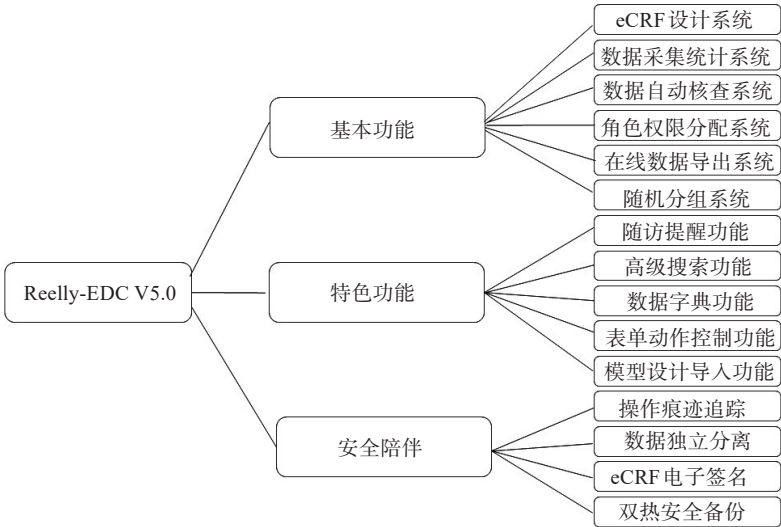 Reelly-EDC V5.0
基本功能
eCRF设计系统
数据采集统计系统
数据自动核查系统
角色权限分配系统
在线数据导出系统
随机分组系统
特色功能
随访提醒功能
高级搜索功能
数据字典功能
表单动作控制功能
模型设计导入功能
安全陪伴
操作痕迹追踪
数据独立分离
eCRF电子签名
双热安全备份